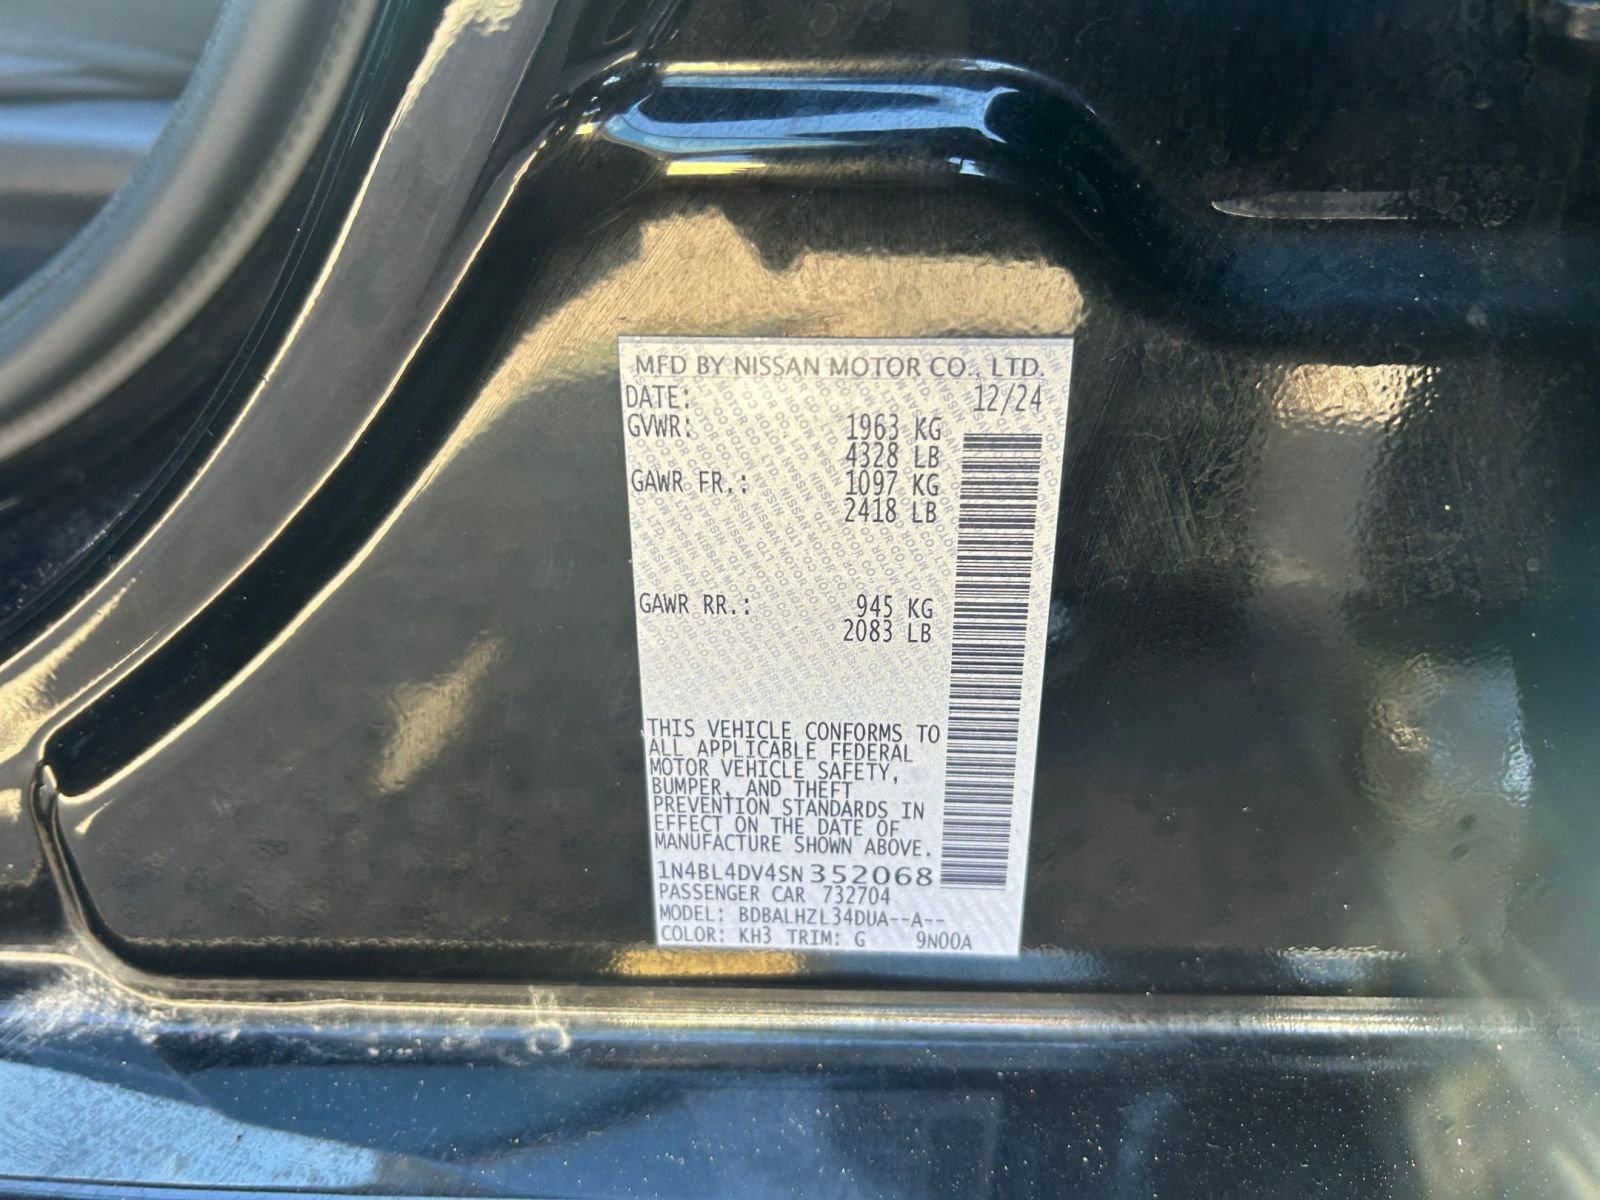 MFD BY NISSAN MOTOR CO., LTD.
DATE: 12/24
GVWR: 1963 KG
4328 LB
GAWR FR.: 1097 KG
2418 LB
GAWR RR.: 945 KG
2083 LB
THIS VEHICLE CONFORMS TO
ALL APPLICABLE FEDERAL
MOTOR VEHICLE SAFETY,
BUMPER, AND THEFT
PREVENTION STANDARDS IN
EFFECT ON THE DATE OF
MANUFACTURE SHOWN ABOVE.
1N4BL4DV4SN352068
PASSENGER CAR 732704
MODEL: BDBALHZL34DUA--A--
COLOR: KH3 TRIM: G 9N00A